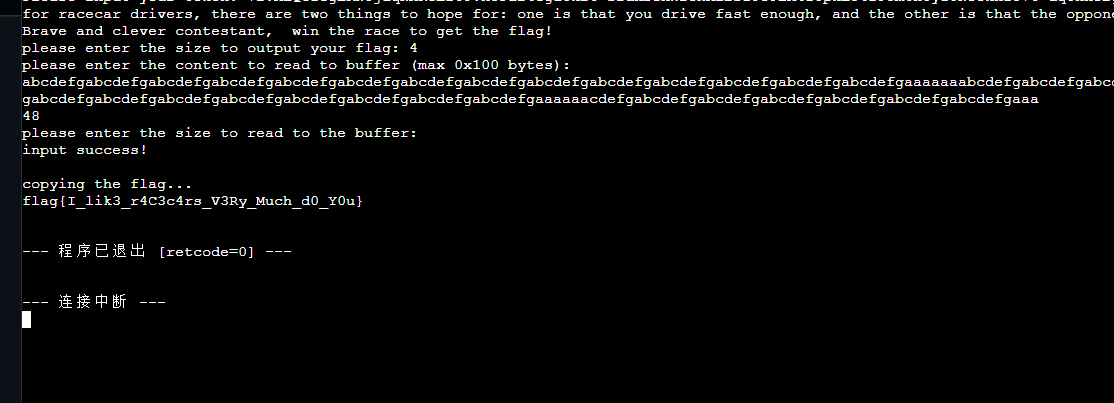 for racecar drivers, there are two things to hope for: one is that you drive fast enough, and the other is that the oppone
Brave and clever contestant,  win the race to get the flag!
please enter the size to output your flag: 4
please enter the content to read to buffer (max 0x100 bytes):
abcdefgabcdefgabcdefgabcdefgabcdefgabcdefgabcdefgabcdefgabcdefgabcdefgabcdefgabcdefgabcdefgabcdefgaaaaaaabcdefgabcdefgabc
gabcdefgabcdefgabcdefgabcdefgabcdefgabcdefgabcdefgabcdefgaaaaaacdefgabcdefgabcdefgabcdefgabcdefgabcdefgabcdefgaaa
48
please enter the size to read to the buffer:
input success!
copying the flag...
flag{I_lik3_r4C3c4rs_V3Ry_Much_d0_Y0u}
--- 程序已退出 [retcode=0] ---
--- 连接中断 ---